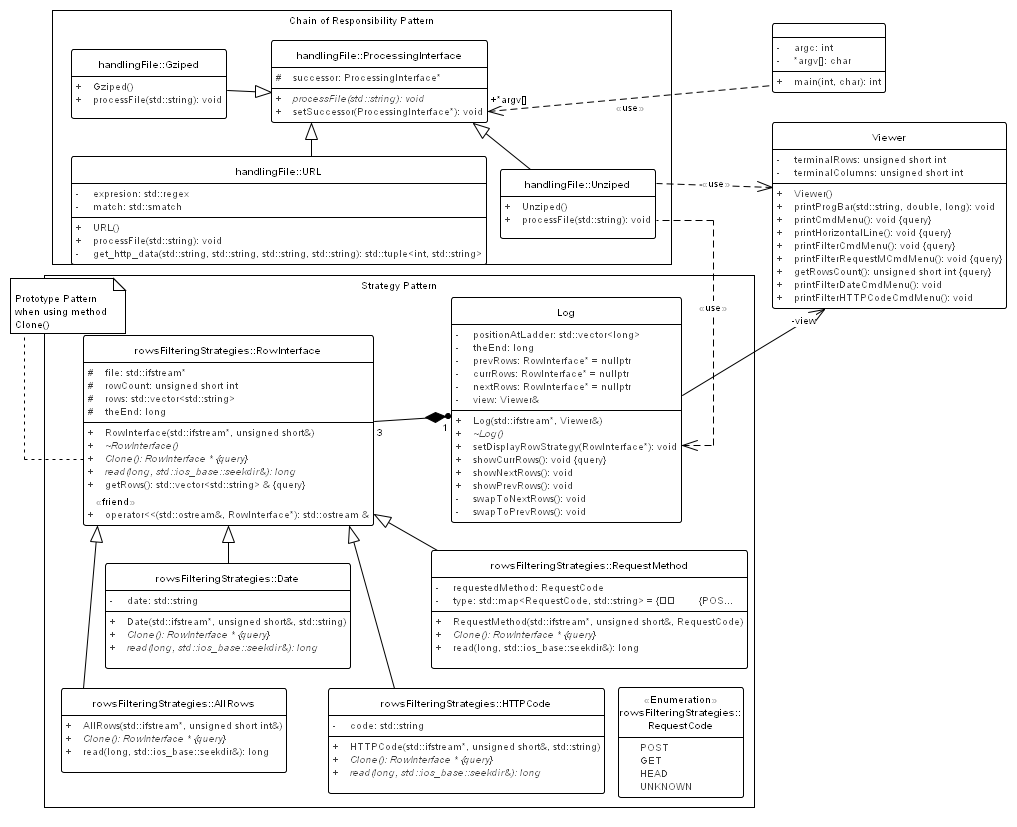 Chain of Responsibility Pattern
handlingFile::Gziped
+ Gziped()
+ processFile(std::string): void
handlingFile::ProcessingInterface
# successor: ProcessingInterface*
+ processFile(std::string): void
+ setSuccessor(ProcessingInterface*): void
+*argv[]
«use»
- argc: int
- *argv[]: char
+ main(int, char): int
handlingFile::URL
- expresion: std::regex
- match: std::smatch
+ URL()
+ processFile(std::string): void
- get_http_data(std::string, std::string, std::string, std::string): std::tuple<int, std::string>
handlingFile::Unziped
+ Unziped()
+ processFile(std::string): void
«use»
«use»
Viewer
- terminalRows: unsigned short int
- terminalColumns: unsigned short int
+ Viewer()
+ printProgBar(std::string, double, long): void
+ printCmdMenu(): void {query}
+ printHorizontalLine(): void {query}
+ printFilterCmdMenu(): void {query}
+ printFilterRequestMCmdMenu(): void {query}
+ getRowsCount(): unsigned short int {query}
+ printFilterDateCmdMenu(): void
+ printFilterHTTPCodeCmdMenu(): void
-view
Strategy Pattern
Prototype Pattern
when using method
Clone()
rowsFilteringStrategies::RowInterface
# file: std::ifstream*
# rowCount: unsigned short int
# rows: std::vector<std::string>
# theEnd: long
+ RowInterface(std::ifstream*, unsigned short&)
+ ~RowInterface()
+ Clone(): RowInterface * {query}
+ read(long, std::ios_base::seekdir&): long
+ getRows(): std::vector<std::string> & {query}
«friend»
+ operator<<(std::ostream&, RowInterface*): std::ostream &
3
1
Log
- positionAtLadder: std::vector<long>
- theEnd: long
- prevRows: RowInterface* = nullptr
- currRows: RowInterface* = nullptr
- nextRows: RowInterface* = nullptr
- view: Viewer&
+ Log(std::ifstream*, Viewer&)
+ ~Log()
+ setDisplayRowStrategy(RowInterface*): void
+ showCurrRows(): void {query}
+ showNextRows(): void
+ showPrevRows(): void
- swapToNextRows(): void
- swapToPrevRows(): void
rowsFilteringStrategies::Date
- date: std::string
+ Date(std::ifstream*, unsigned short&, std::string)
+ Clone(): RowInterface * {query}
+ read(long, std::ios_base::seekdir&): long
rowsFilteringStrategies::RequestMethod
- requestedMethod: RequestCode
- type: std::map<RequestCode, std::string> = {□□ {POS...
+ RequestMethod(std::ifstream*, unsigned short&, RequestCode)
+ Clone(): RowInterface * {query}
+ read(long, std::ios_base::seekdir&): long
rowsFilteringStrategies::AllRows
+ AllRows(std::ifstream*, unsigned short int&)
+ Clone(): RowInterface * {query}
+ read(long, std::ios_base::seekdir&): long
rowsFilteringStrategies::HTTPCode
- code: std::string
+ HTTPCode(std::ifstream*, unsigned short&, std::string)
+ Clone(): RowInterface * {query}
+ read(long, std::ios_base::seekdir&): long
«Enumeration»
rowsFilteringStrategies::
RequestCode
POST
GET
HEAD
UNKNOWN